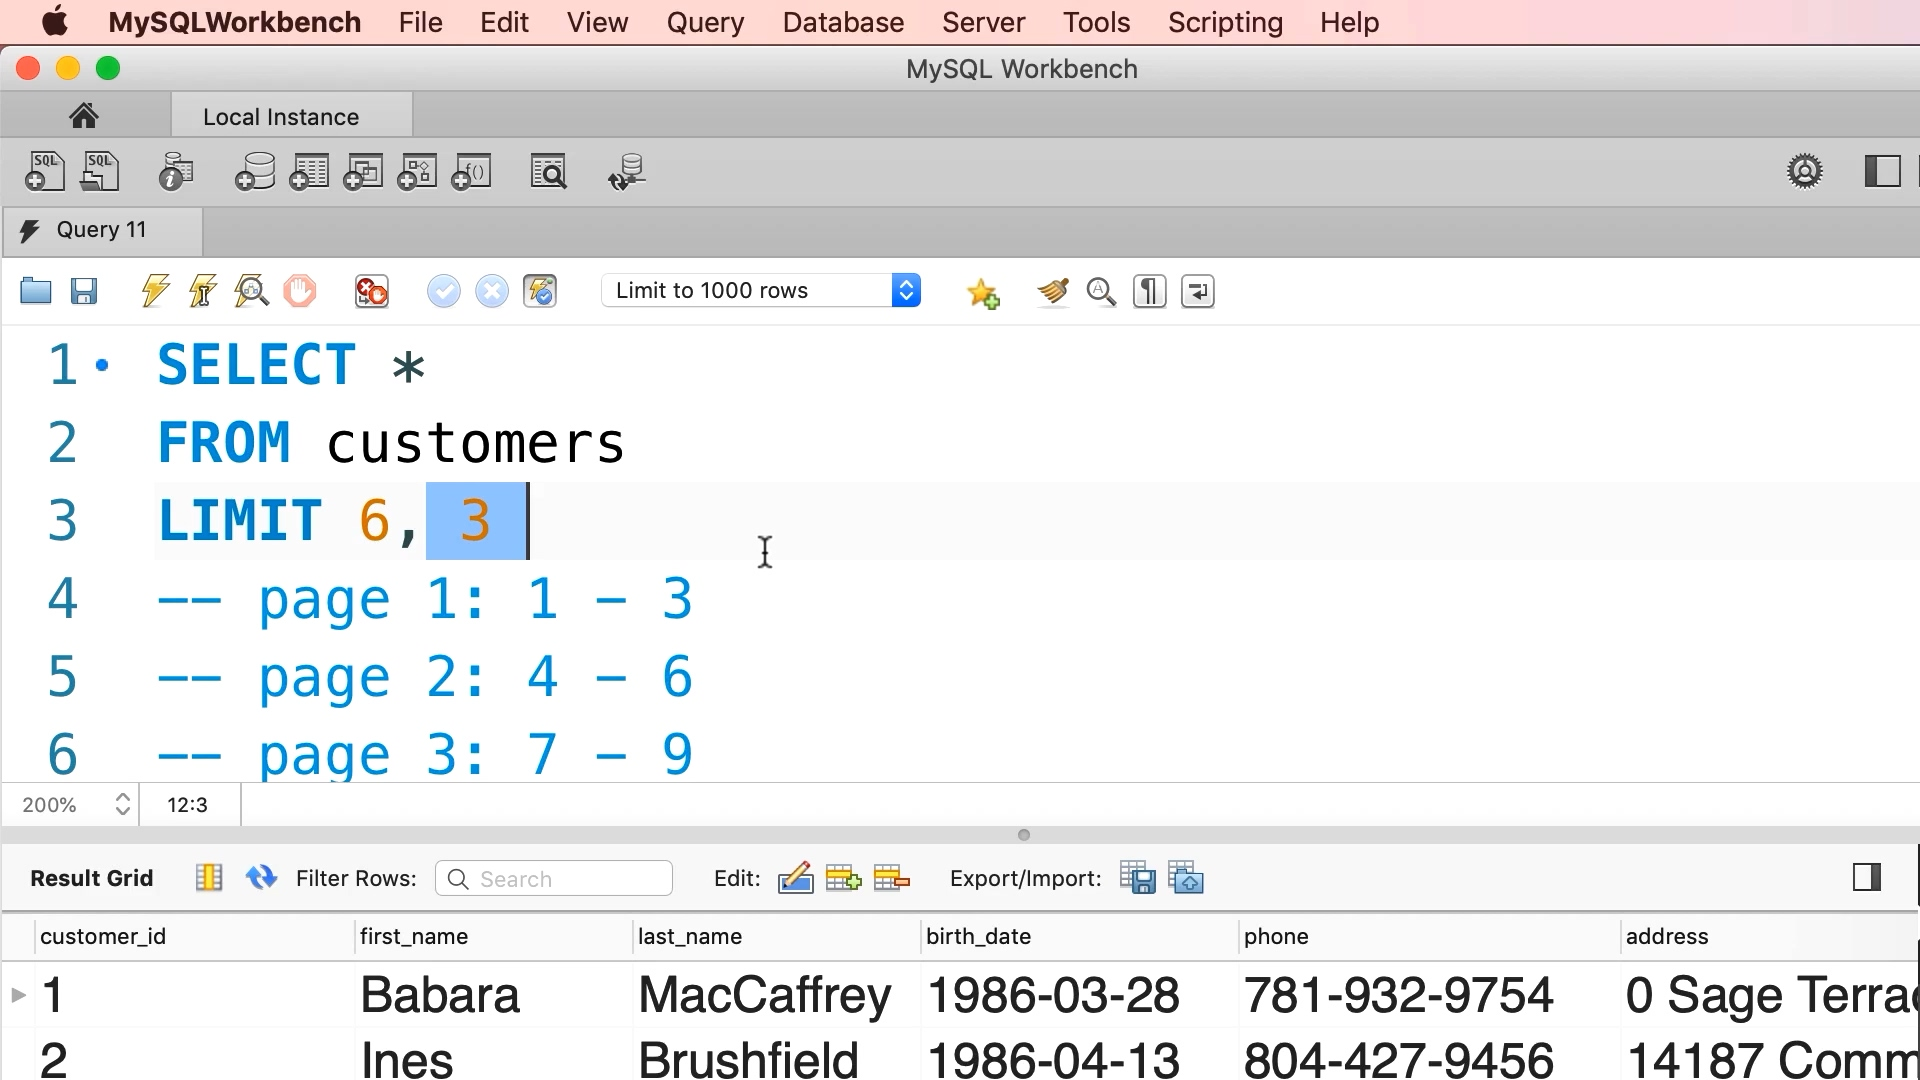 MySQLWorkbench File Edit View Query Database Server Tools Scripting Help
MySQL Workbench
Local Instance
SQL SQL f()
Query 11
Limit to 1000 rows
1 SELECT *
2 FROM customers
3 LIMIT 6, 3
4 -- page 1: 1 - 3
5 -- page 2: 4 - 6
6 -- page 3: 7 - 9
200% 12:3
Result Grid Filter Rows: Search Edit: Export/Import:
customer_id first_name last_name birth_date phone address
1 Babara MacCaffrey 1986-03-28 781-932-9754 0 Sage
2 Ines Brushfield 1986-04-13 804-427-9456 14187